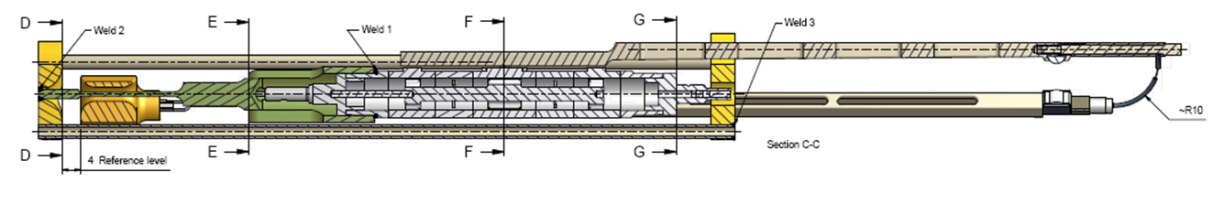 D
E
F
G
Weld 2
Weld 1
Weld 3
~R10
D
E
F
G
Section C-C
4 Reference level